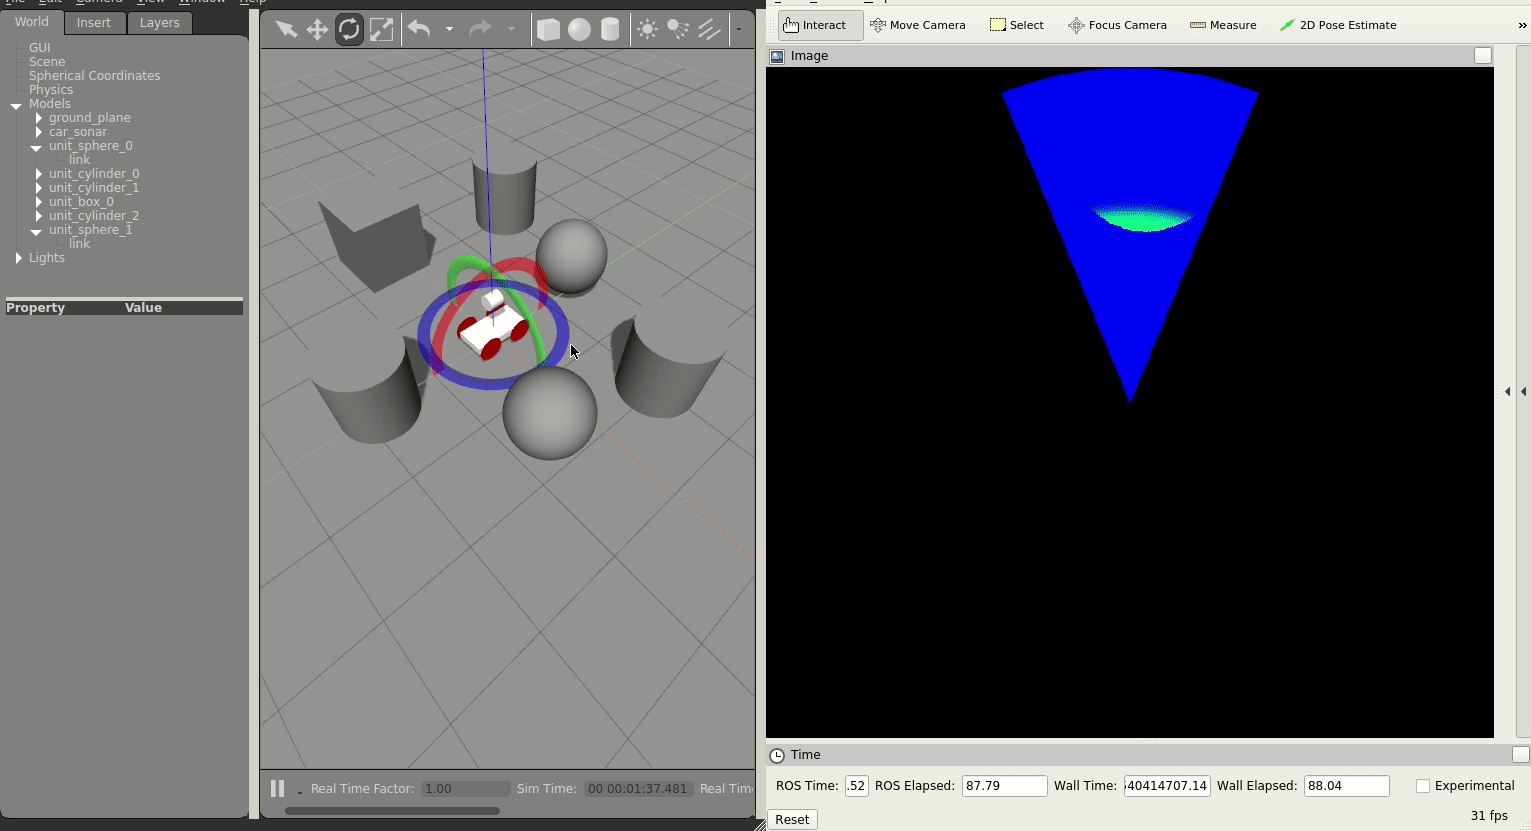 World
Insert
Layers
GUI
Scene
Spherical Coordinates
Physics
Models
ground_plane
car_sonar
unit_sphere_0
link
unit_cylinder_0
unit_cylinder_1
unit_box_0
unit_cylinder_2
unit_sphere_1
link
Lights
Property Value
Real Time Factor: 1.00 Sim Time: 00 00:01:37.481 Real Tim
Interact Move Camera Select Focus Camera Measure 2D Pose Estimate »
Image
Time
ROS Time: .52 ROS Elapsed: 87.79 Wall Time: 40414707.14 Wall Elapsed: 88.04 Experimental
Reset 31 fps